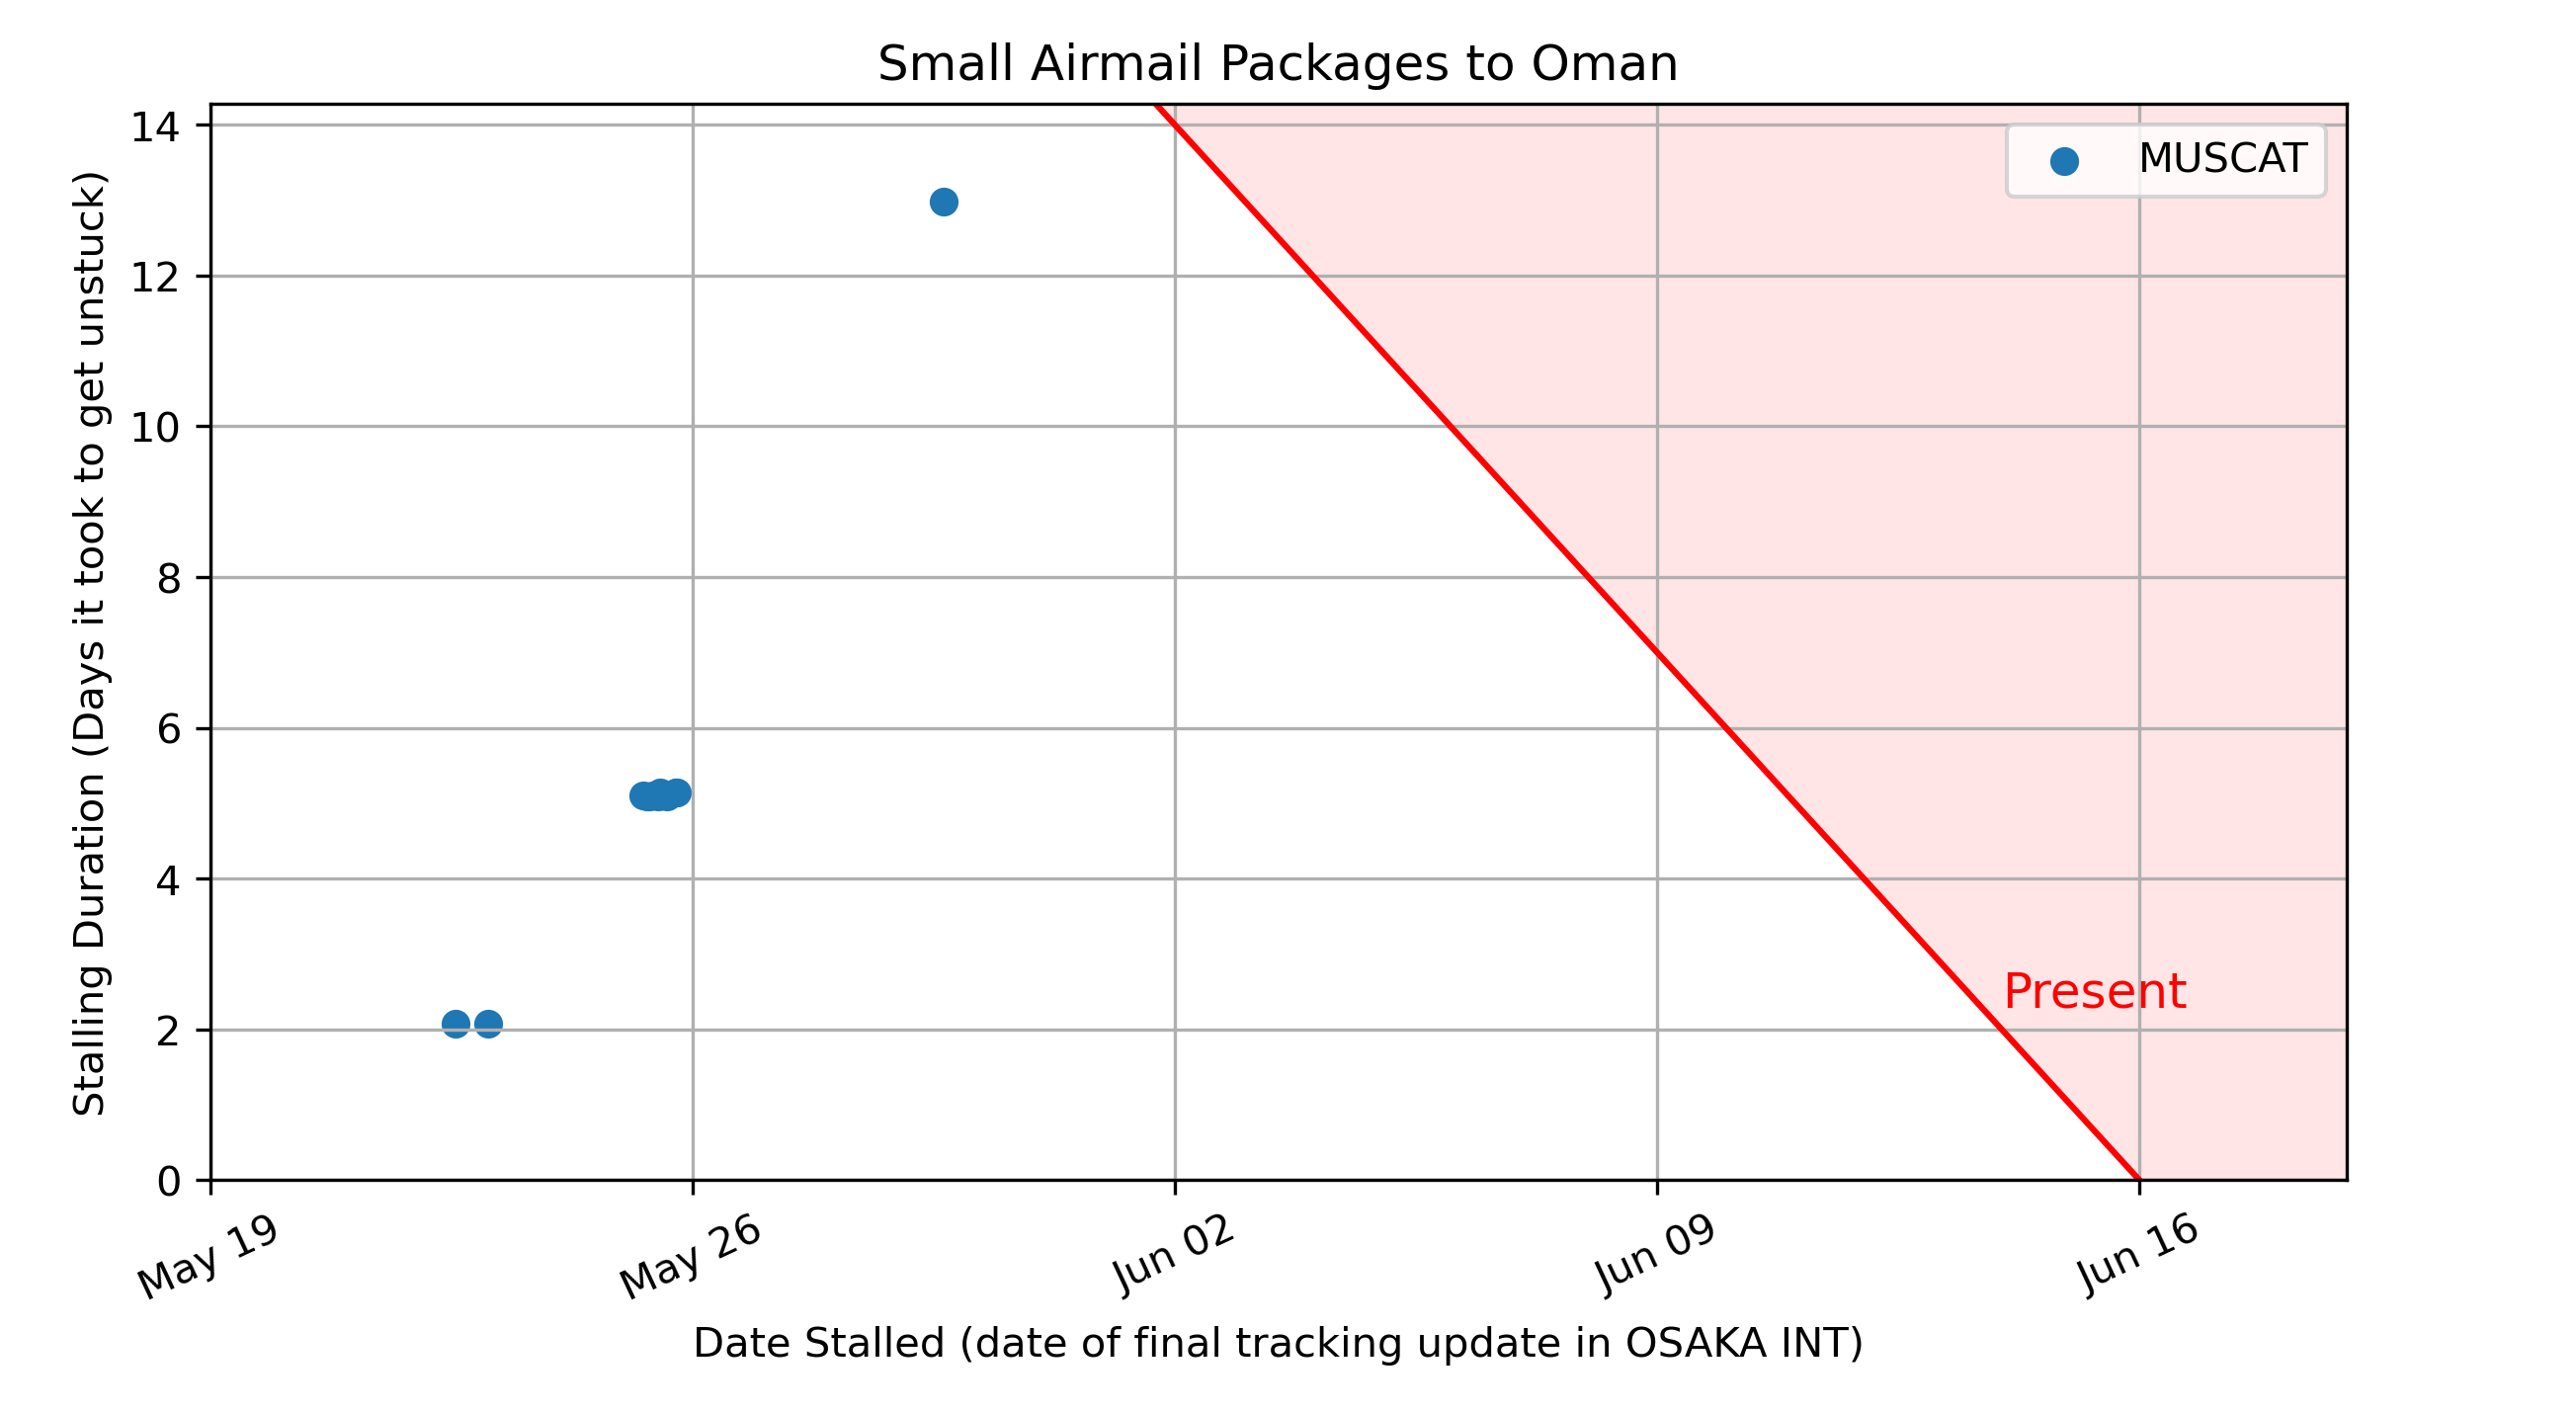 Small Airmail Packages to Oman
Stalling Duration (Days it took to get unstuck)
14
12
10
8
6
4
2
0
MUSCAT
Present
May 19
May 26
Jun 02
Jun 09
Jun 16
Date Stalled (date of final tracking update in OSAKA INT)